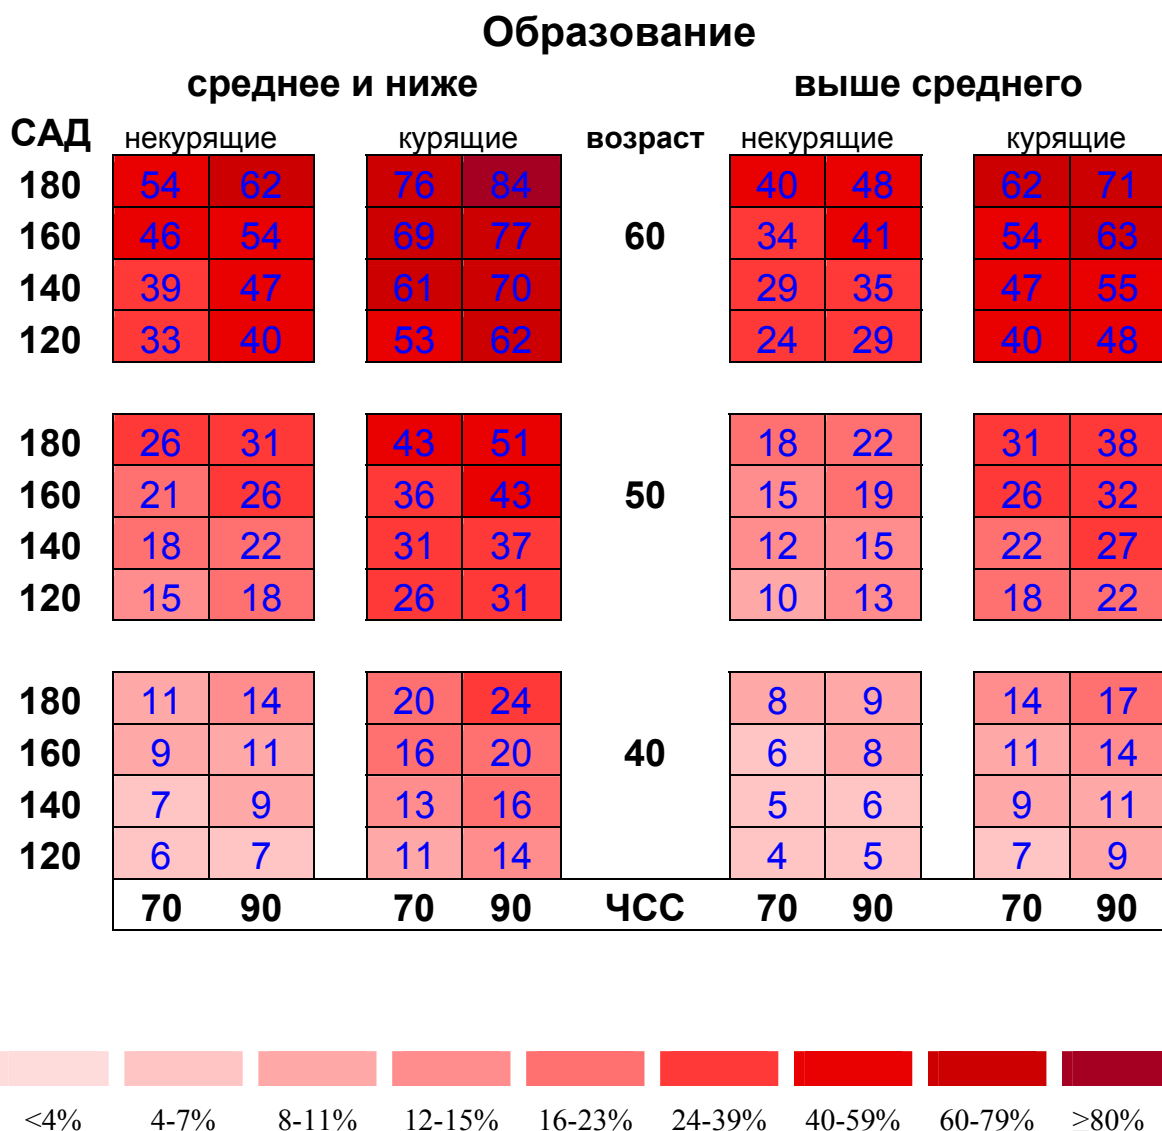 Образование
среднее и ниже выше среднего
САД некурящие курящие возраст некурящие курящие
180 54 62 76 84 40 48 62 71
160 46 54 69 77 60 34 41 54 63
140 39 47 61 70 29 35 47 55
120 33 40 53 62 24 29 40 48
180 26 31 43 51 18 22 31 38
160 21 26 36 43 50 15 19 26 32
140 18 22 31 37 12 15 22 27
120 15 18 26 31 10 13 18 22
180 11 14 20 24 8 9 14 17
160 9 11 16 20 40 6 8 11 14
140 7 9 13 16 5 6 9 11
120 6 7 11 14 4 5 7 9
70 90 70 90 ЧСС 70 90 70 90
<4% 4-7% 8-11% 12-15% 16-23% 24-39% 40-59% 60-79% ≥80%